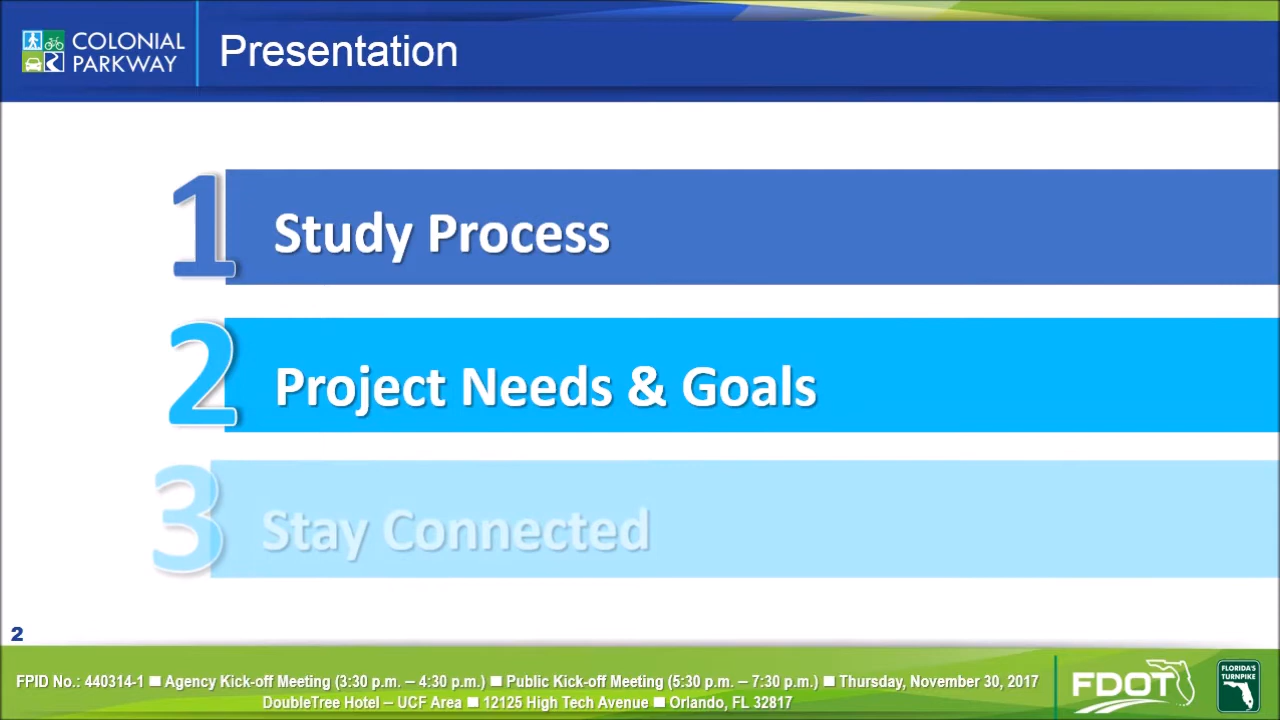 COLONIAL
PARKWAY
Presentation
1 Study Process
2 Project Needs & Goals
3 Stay Connected
2
FPID No.: 440314-1 ■ Agency Kick-off Meeting (3:30 p.m. – 4:30 p.m.) ■ Public Kick-off Meeting (5:30 p.m. – 7:30 p.m.) ■ Thursday, November 30, 2017
DoubleTree Hotel – UCF Area ■ 12125 High Tech Avenue ■ Orlando, FL 32817
FDOT
FLORIDA'S
TURNPIKE